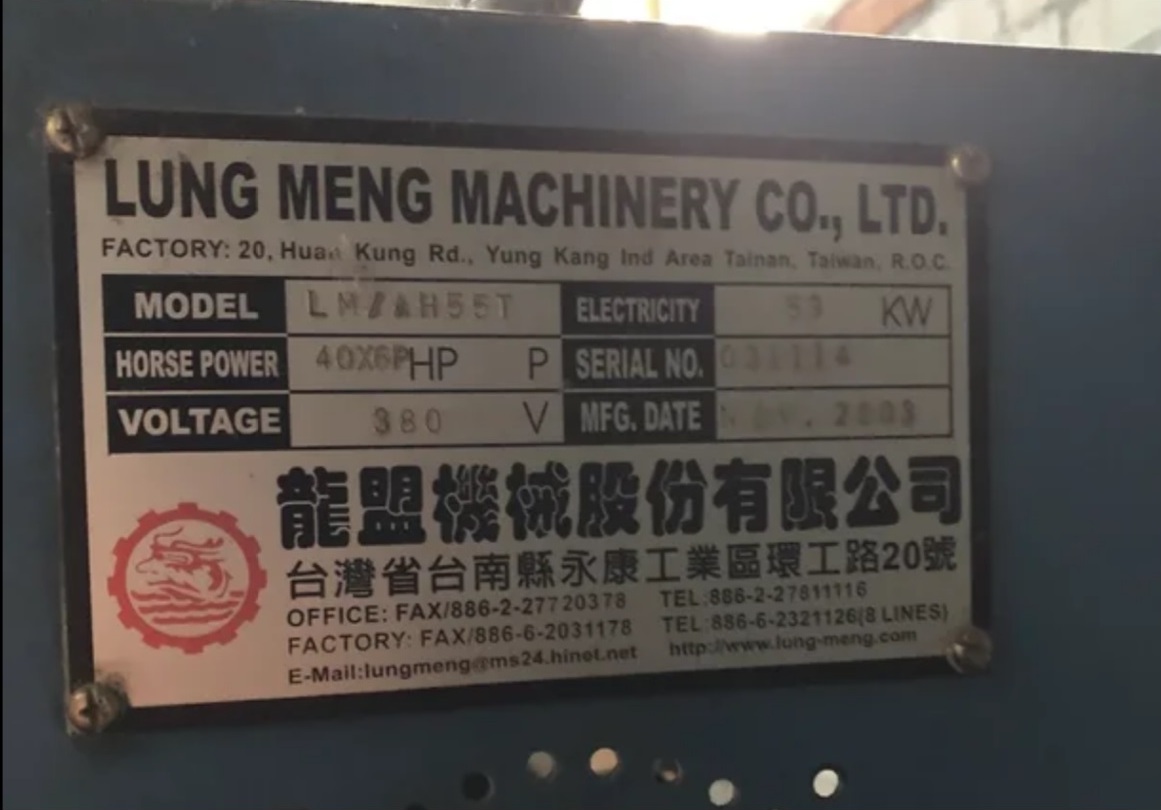 LUNG MENG MACHINERY CO., LTD.
FACTORY: 20, Huan Kung Rd., Yung Kang Ind Area Tainan, Taiwan, R.O.C.
MODEL ELECTRICITY KW
HORSE POWER 40X6P HP P SERIAL NO.
VOLTAGE 380 V MFG. DATE 2003
龍盟機械股份有限公司
台灣省台南縣永康工業區環工路20號
OFFICE: FAX/886-2-27720378 TEL:886-2-27811116
FACTORY: FAX/886-6-2031178 TEL:886-6-2321126(8 LINES)
E-Mail:lungmeng@ms24.hinet.net http://www.lung-meng.com